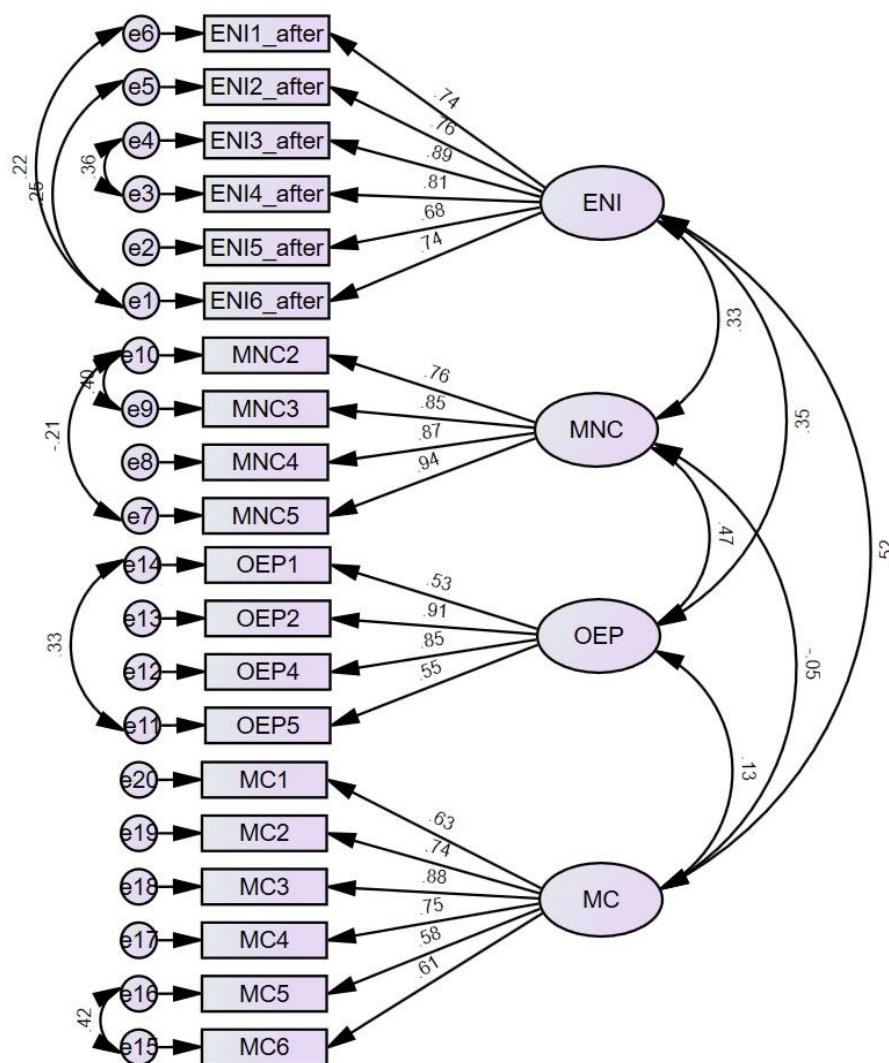 e6 ENI1_after
.74
e5 ENI2_after
.76
e4 ENI3_after
.89
.36
.22
.25
e3 ENI4_after
.81
ENI
e2 ENI5_after
.68
e1 ENI6_after
.74
.33
e10 MNC2
.76
.40
e9 MNC3
.85
MNC
.35
-.21
e8 MNC4
.87
e7 MNC5
.94
.47
.52
e14 OEP1
.53
e13 OEP2
.91
OEP
.33
e12 OEP4
.85
-.05
e11 OEP5
.55
.13
e20 MC1
.63
e19 MC2
.74
e18 MC3
.88
MC
e17 MC4
.75
e16 MC5
.58
.42
e15 MC6
.61